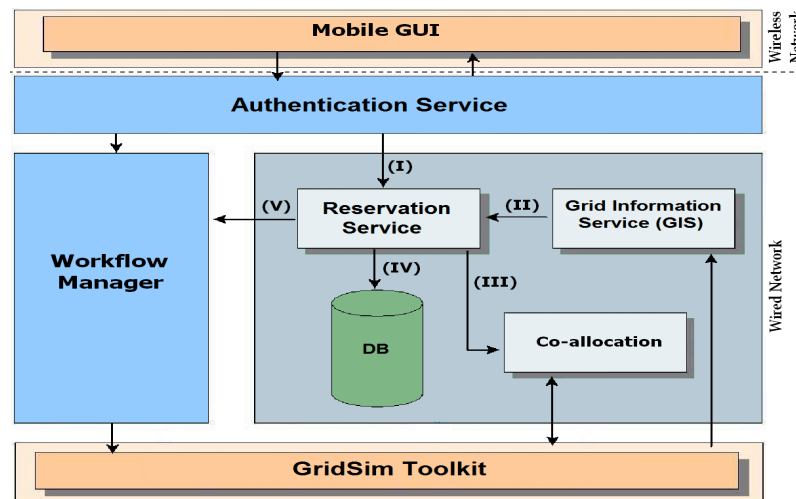 Mobile GUI
Wireless
Network
Authentication Service
(I)
Reservation
Service
(II)
Grid Information
Service (GIS)
(V)
Workflow
Manager
(IV)
(III)
DB
Co-allocation
Wired Network
GridSim Toolkit